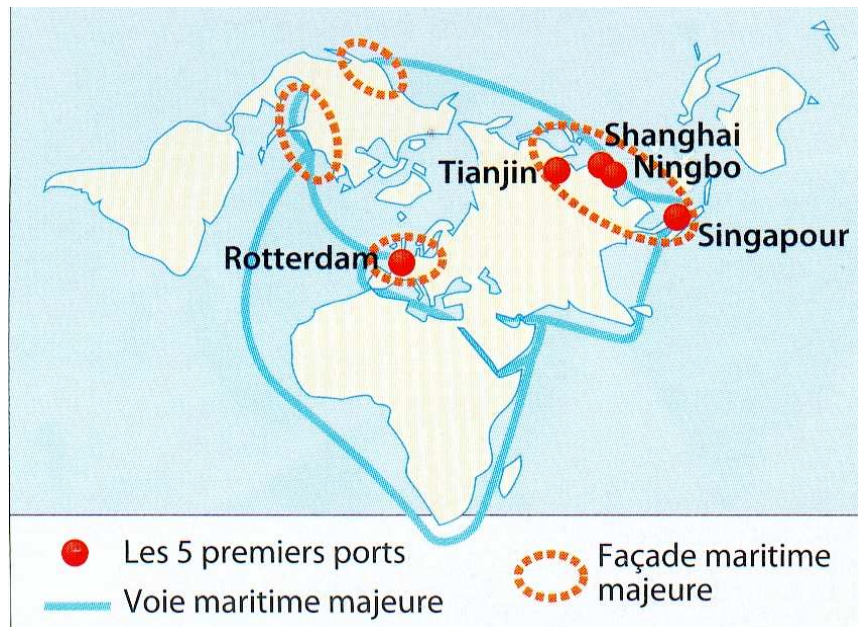 Shanghai
Tianjin
Ningbo
Singapour
Rotterdam
Les 5 premiers ports
Voie maritime majeure
Façade maritime
majeure